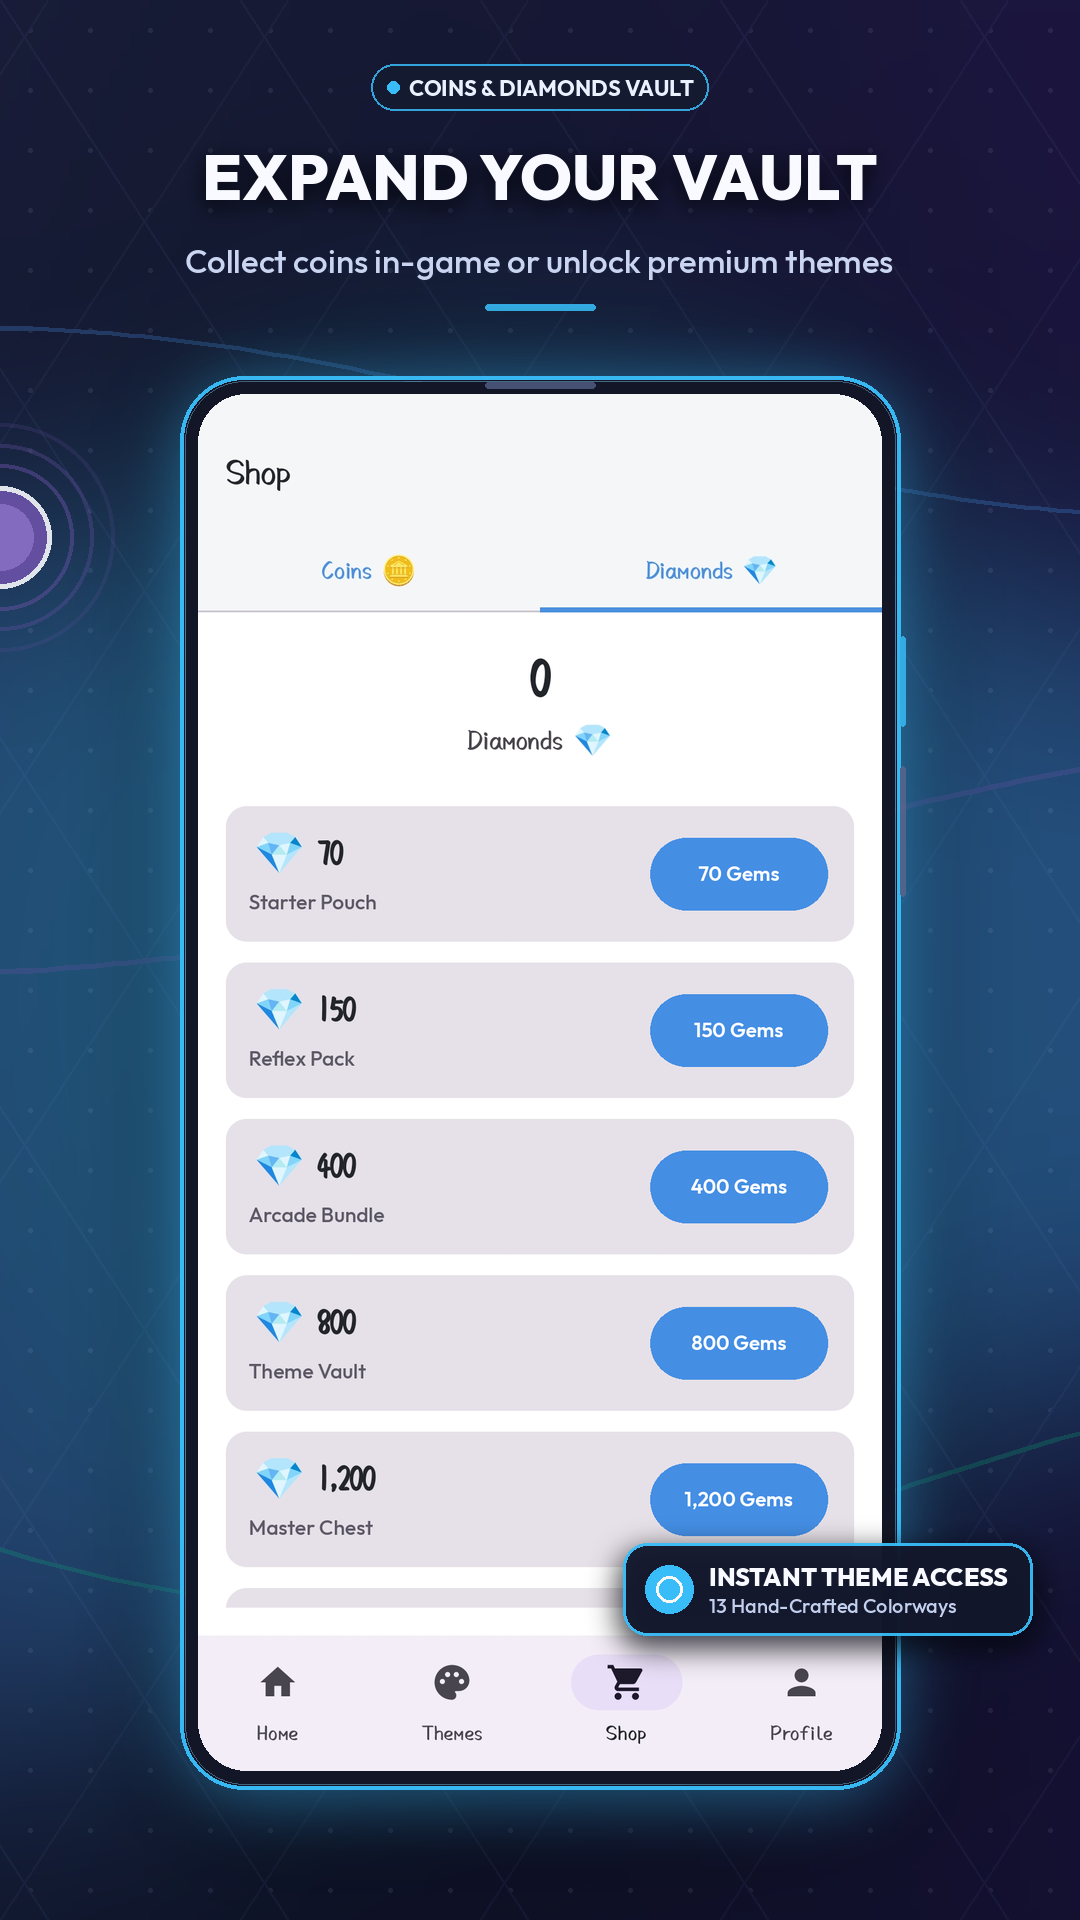 COINS & DIAMONDS VAULT
EXPAND YOUR VAULT
Collect coins in-game or unlock premium themes
Shop
Coins
Diamonds
0
Diamonds
70
70 Gems
Starter Pouch
150
150 Gems
Reflex Pack
400
400 Gems
Arcade Bundle
800
800 Gems
Theme Vault
1,200
1,200 Gems
Master Chest
INSTANT THEME ACCESS
13 Hand-Crafted Colorways
Home
Themes
Shop
Profile